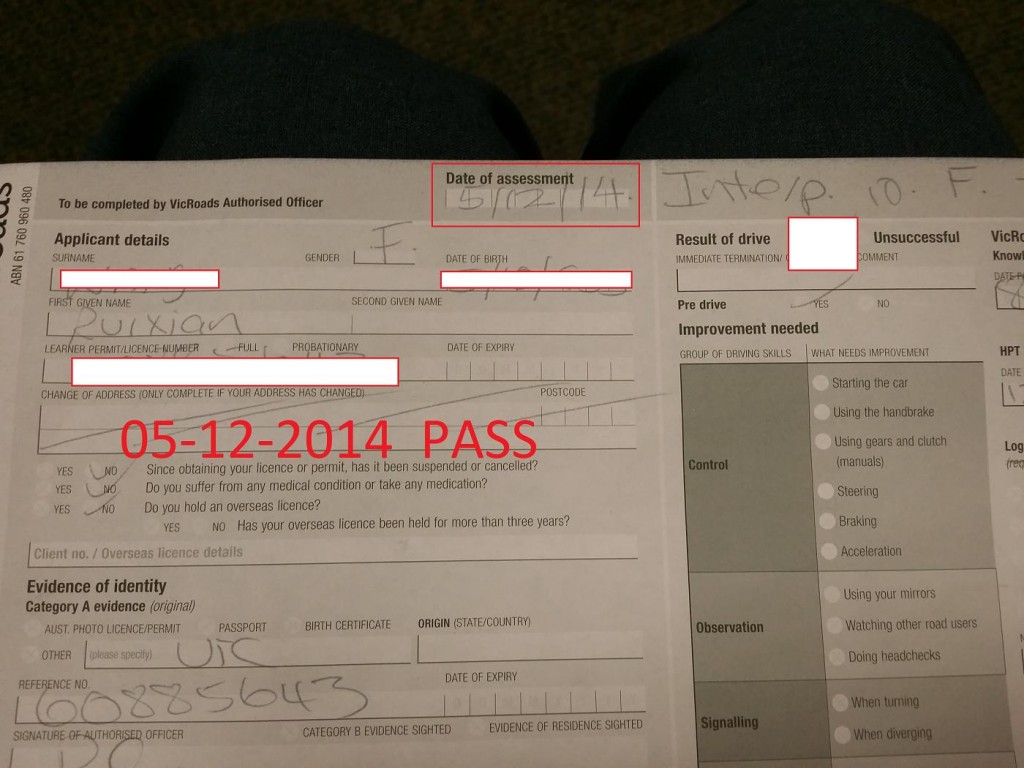 ABN 61 760 960 480
To be completed by VicRoads Authorised Officer
Date of assessment
5/12/14
Applicant details
SURNAME
GENDER F.
DATE OF BIRTH
FIRST GIVEN NAME
SECOND GIVEN NAME
Ruixian
LEARNER PERMIT/LICENCE NUMBER FULL PROBATIONARY
DATE OF EXPIRY
CHANGE OF ADDRESS (ONLY COMPLETE IF YOUR ADDRESS HAS CHANGED)
POSTCODE
05-12-2014 PASS
YES NO Since obtaining your licence or permit, has it been suspended or cancelled?
YES NO Do you suffer from any medical condition or take any medication?
YES NO Do you hold an overseas licence?
YES NO Has your overseas licence been held for more than three years?
Client no. / Overseas licence details
Evidence of identity
Category A evidence (original)
AUST. PHOTO LICENCE/PERMIT PASSPORT BIRTH CERTIFICATE
ORIGIN (STATE/COUNTRY)
OTHER (please specify) VIC
REFERENCE NO.
DATE OF EXPIRY
60885643
SIGNATURE OF AUTHORISED OFFICER
CATEGORY B EVIDENCE SIGHTED
EVIDENCE OF RESIDENCE SIGHTED
Interp. 10. F.
Result of drive
Unsuccessful
IMMEDIATE TERMINATION/
COMMENT
Pre drive YES NO
Improvement needed
GROUP OF DRIVING SKILLS
WHAT NEEDS IMPROVEMENT
Control
Starting the car
Using the handbrake
Using gears and clutch
(manuals)
Steering
Braking
Acceleration
Observation
Using your mirrors
Watching other road users
Doing headchecks
Signalling
When turning
When diverging
HPT
DATE